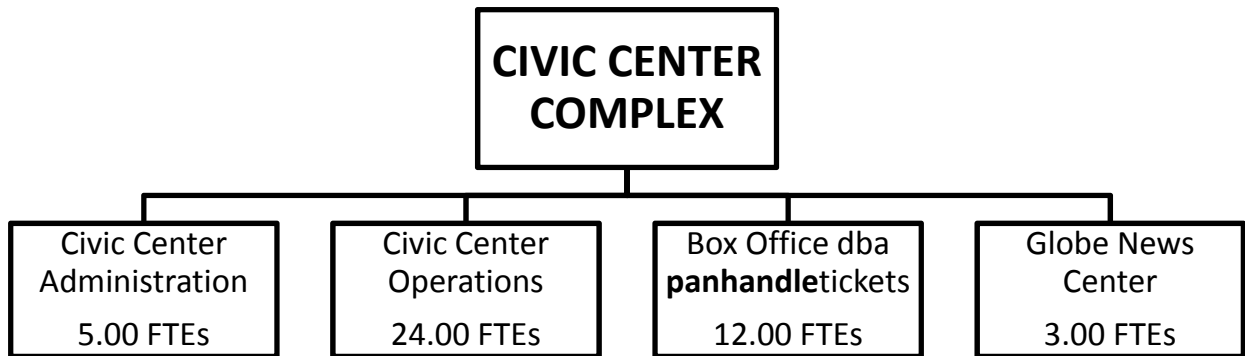 CIVIC CENTER
COMPLEX
Civic Center
Administration
5.00 FTEs
Civic Center
Operations
24.00 FTEs
Box Office dba
panhandletickets
12.00 FTEs
Globe News
Center
3.00 FTEs